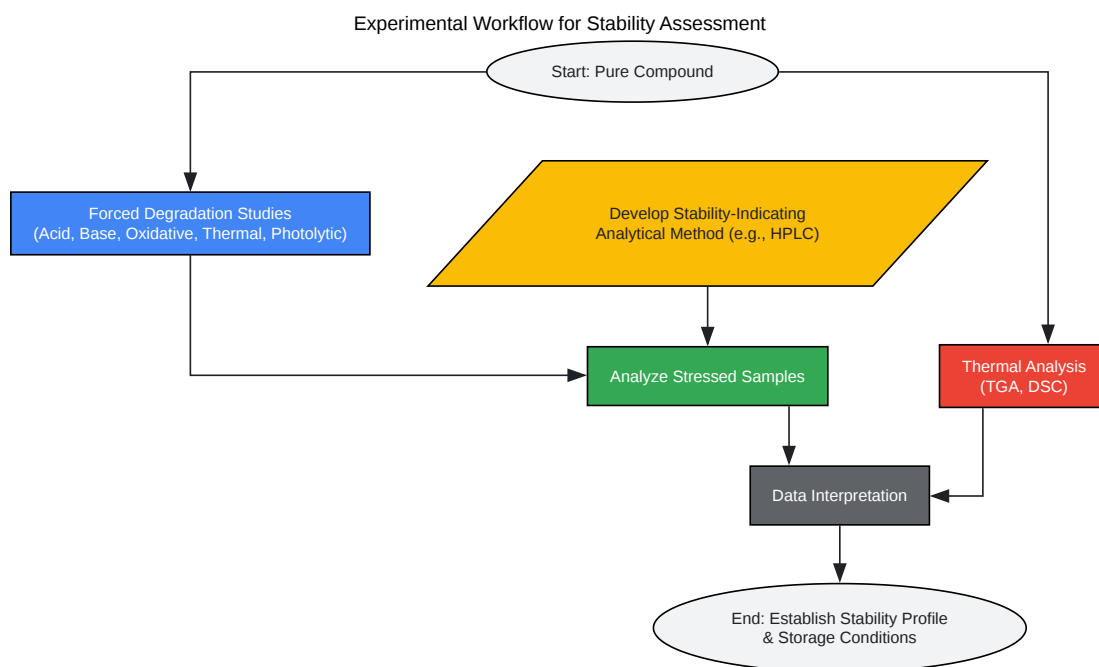 Experimental Workflow for Stability Assessment
Start: Pure Compound
Forced Degradation Studies
(Acid, Base, Oxidative, Thermal, Photolytic)
Develop Stability-Indicating
Analytical Method (e.g., HPLC)
Analyze Stressed Samples
Thermal Analysis
(TGA, DSC)
Data Interpretation
End: Establish Stability Profile
& Storage Conditions